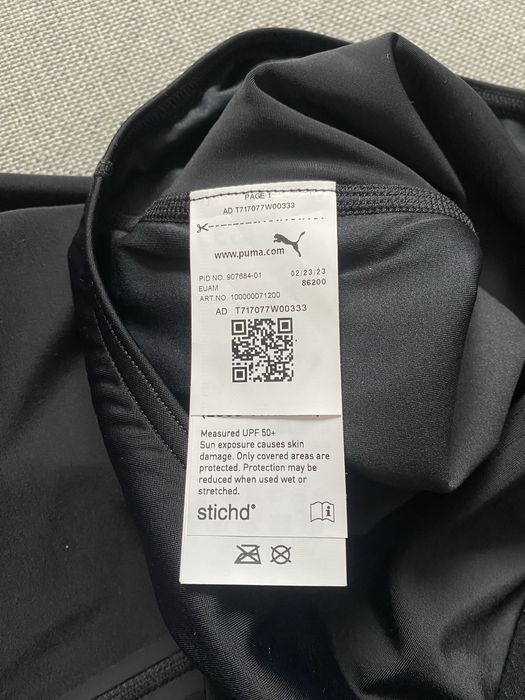 PAGE 1
AD T717077W00333
www.puma.com
PID NO. 907684-01 02/23/23
EUAM 86200
ART.NO. 100000071200
AD T717077W00333
Measured UPF 50+
Sun exposure causes skin
damage. Only covered areas are
protected. Protection may be
reduced when used wet or
stretched.
stichd®